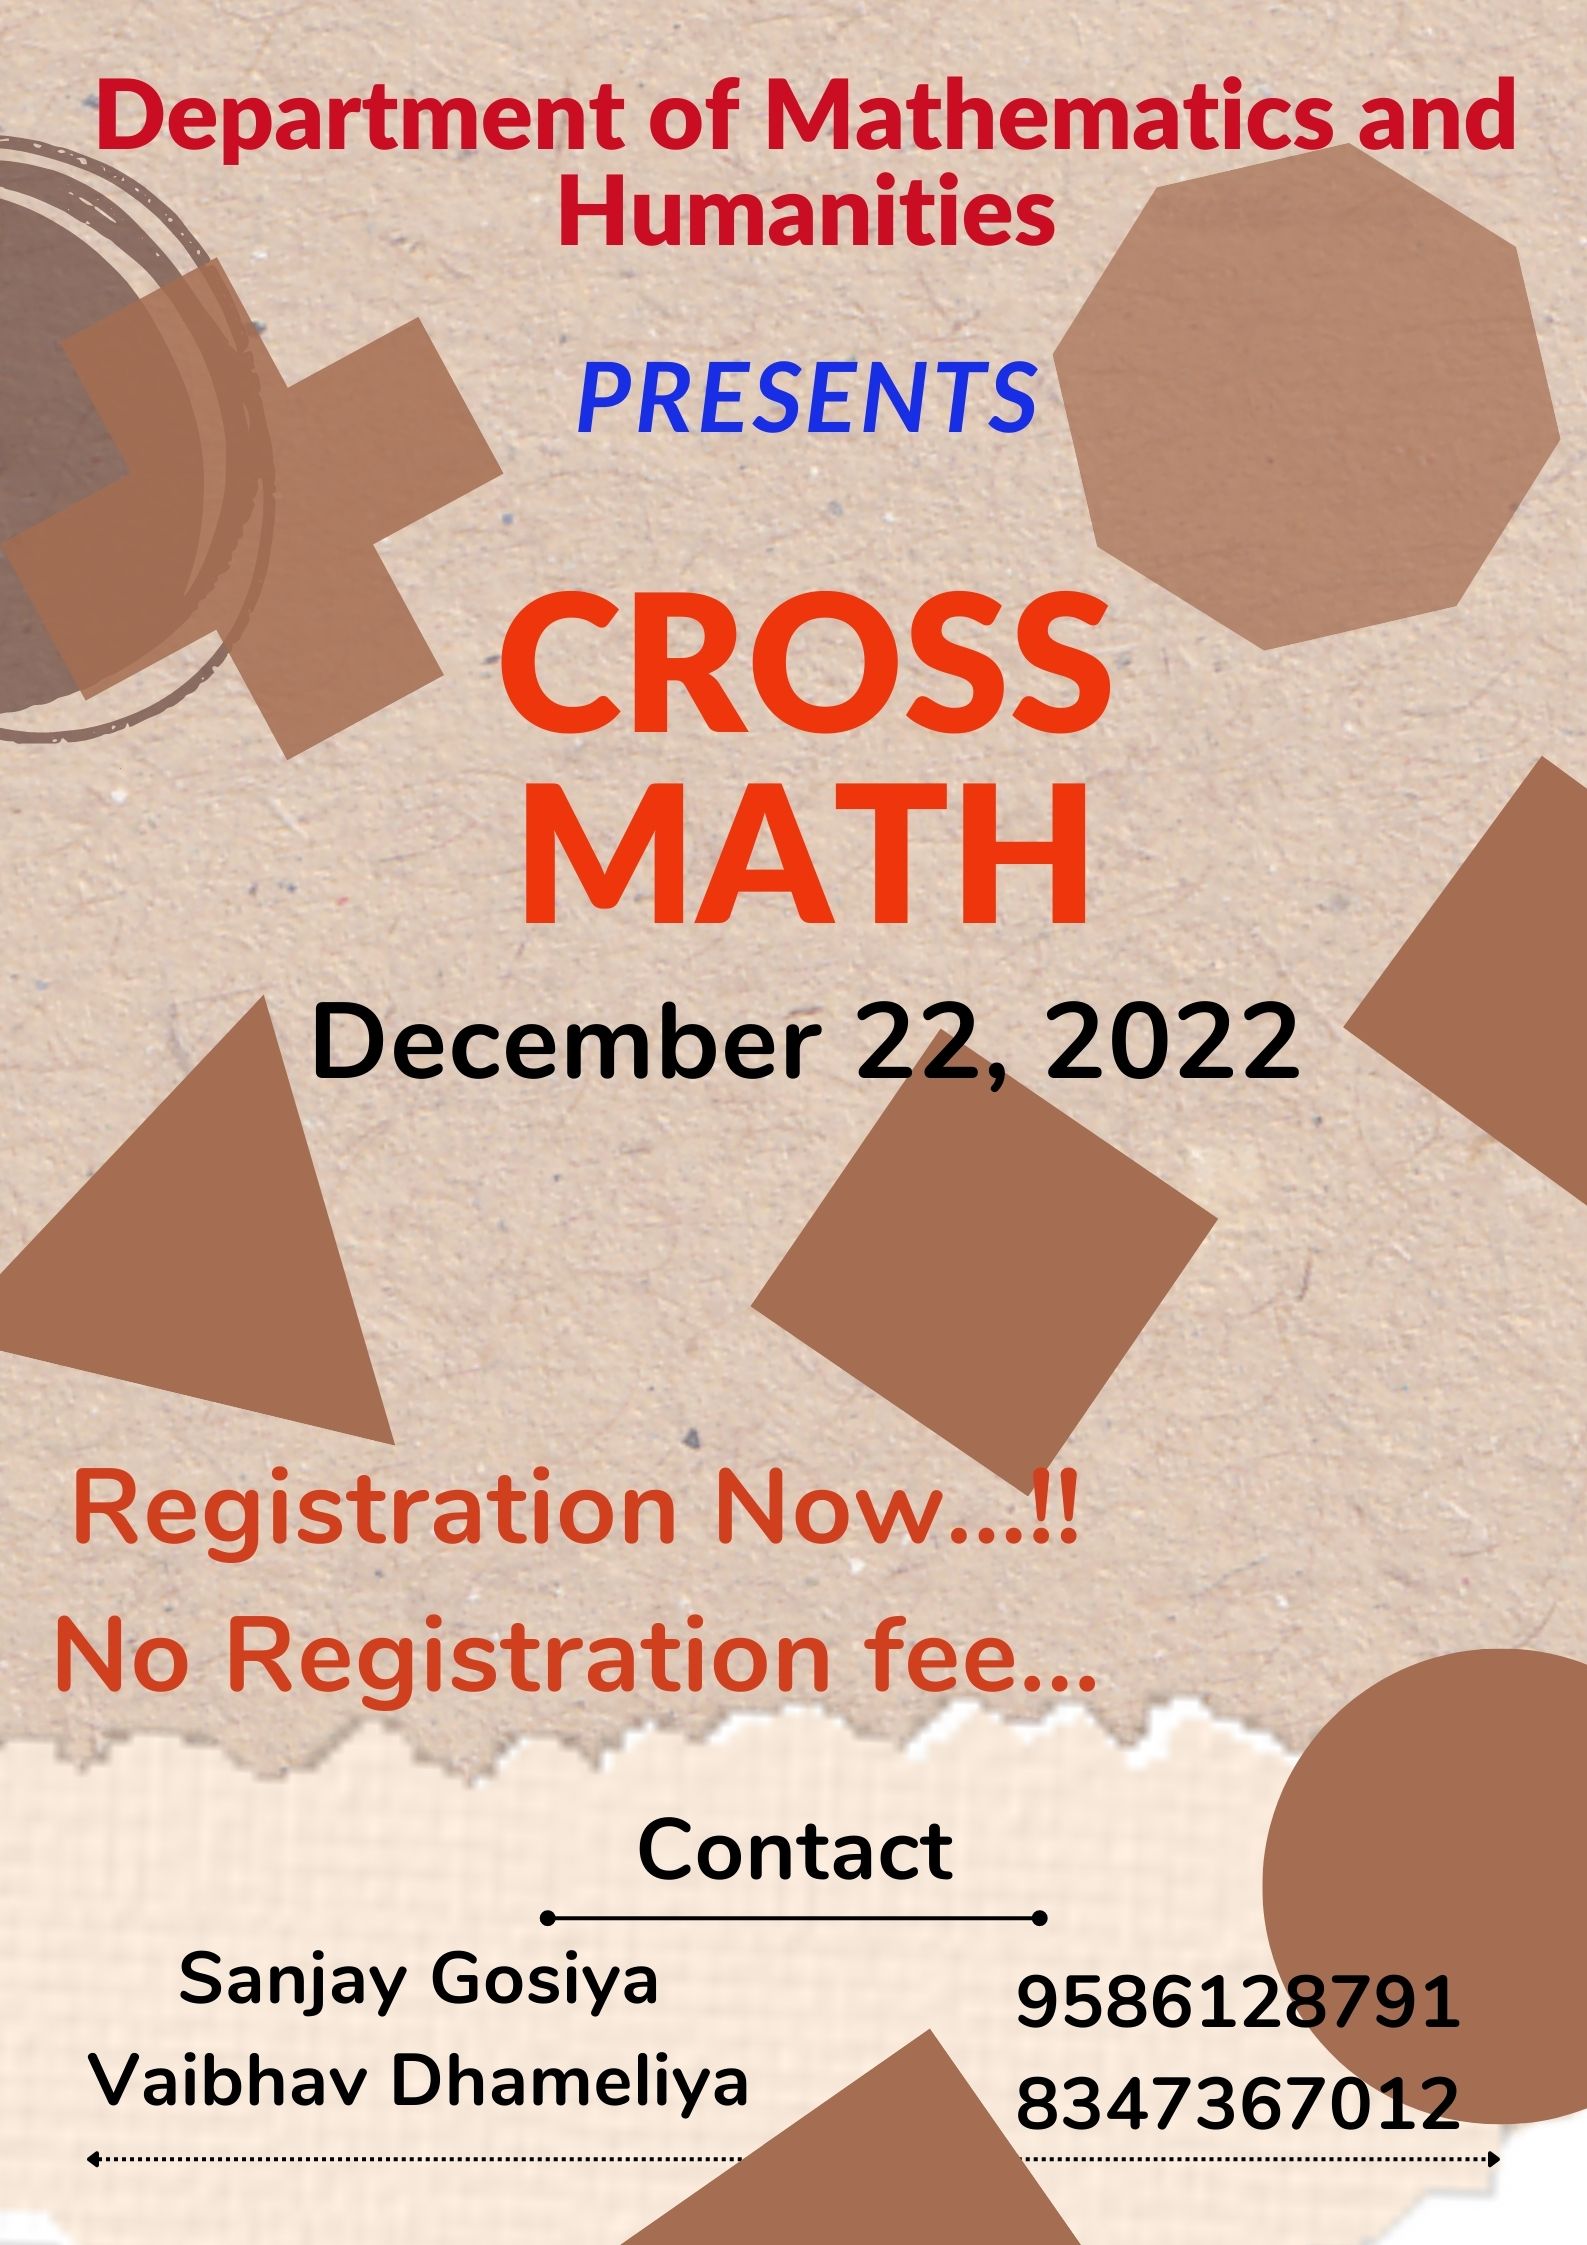 Department of Mathematics and
Humanities
PRESENTS
CROSS
MATH
December 22, 2022
Registration Now...!!
No Registration fee...
Contact
Sanjay Gosiya
9586128791
Vaibhav Dhameliya
8347367012